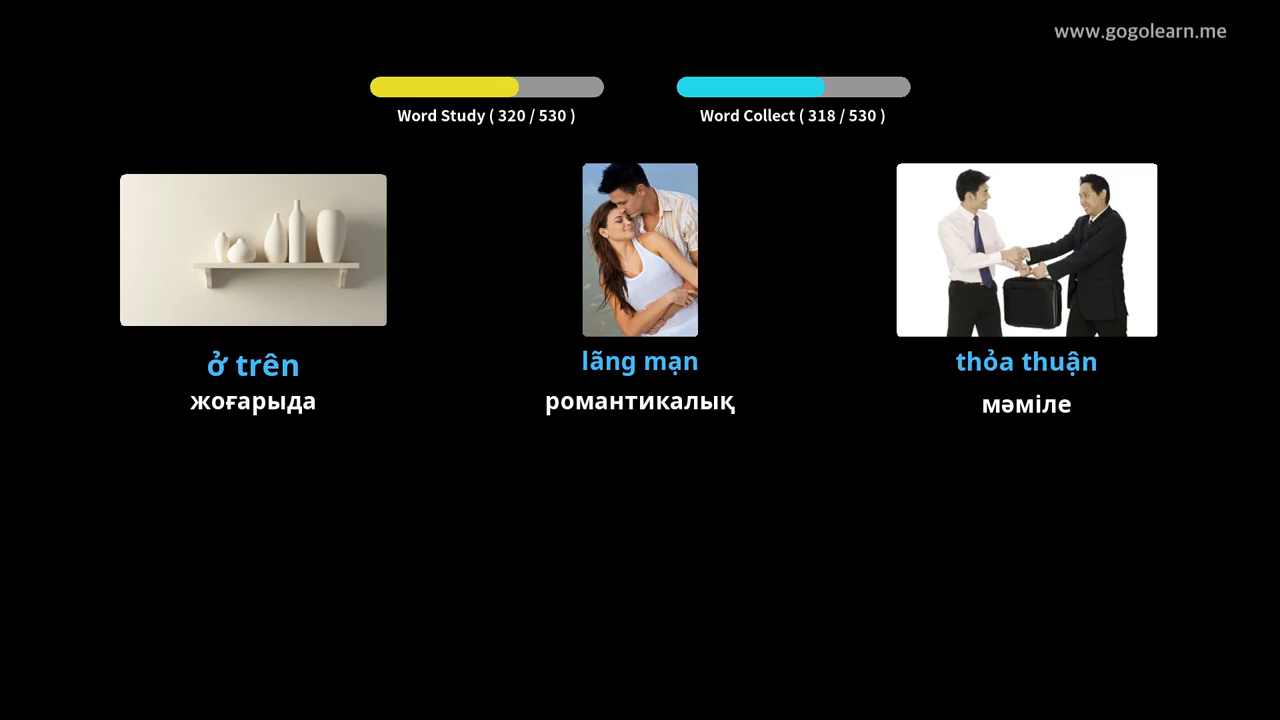 www.gogolearn.me
Word Study ( 320 / 530 )
Word Collect ( 318 / 530 )
ở trên
жоғарыда
lãng mạn
романтикалық
thỏa thuận
мәміле